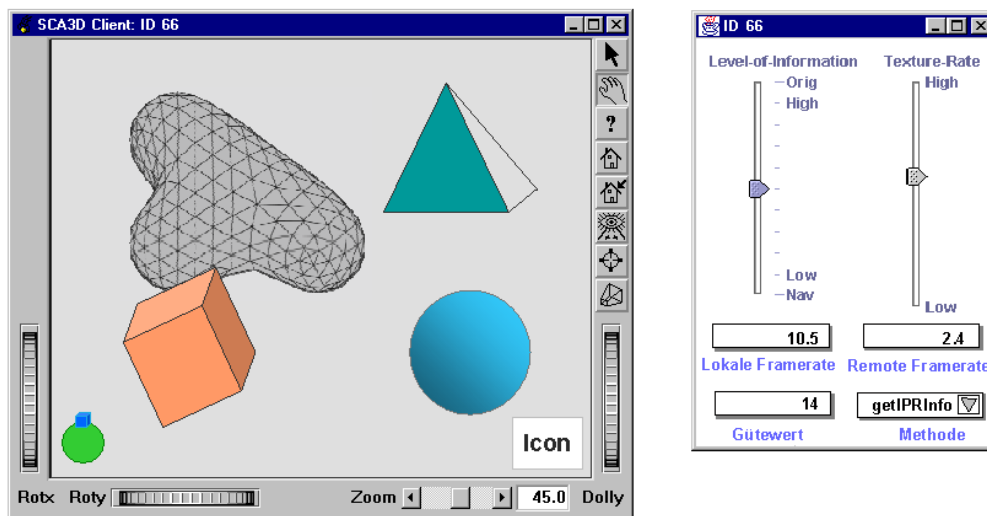 SCA3D Client: ID 66
?
Icon
Rotx Roty Zoom 45.0 Dolly
ID 66
Level-of-Information Texture-Rate
Orig High
High
Low
Nav Low
10.5 2.4
Lokale Framerate Remote Framerate
14 getIPRInfo
Gütewert Methode